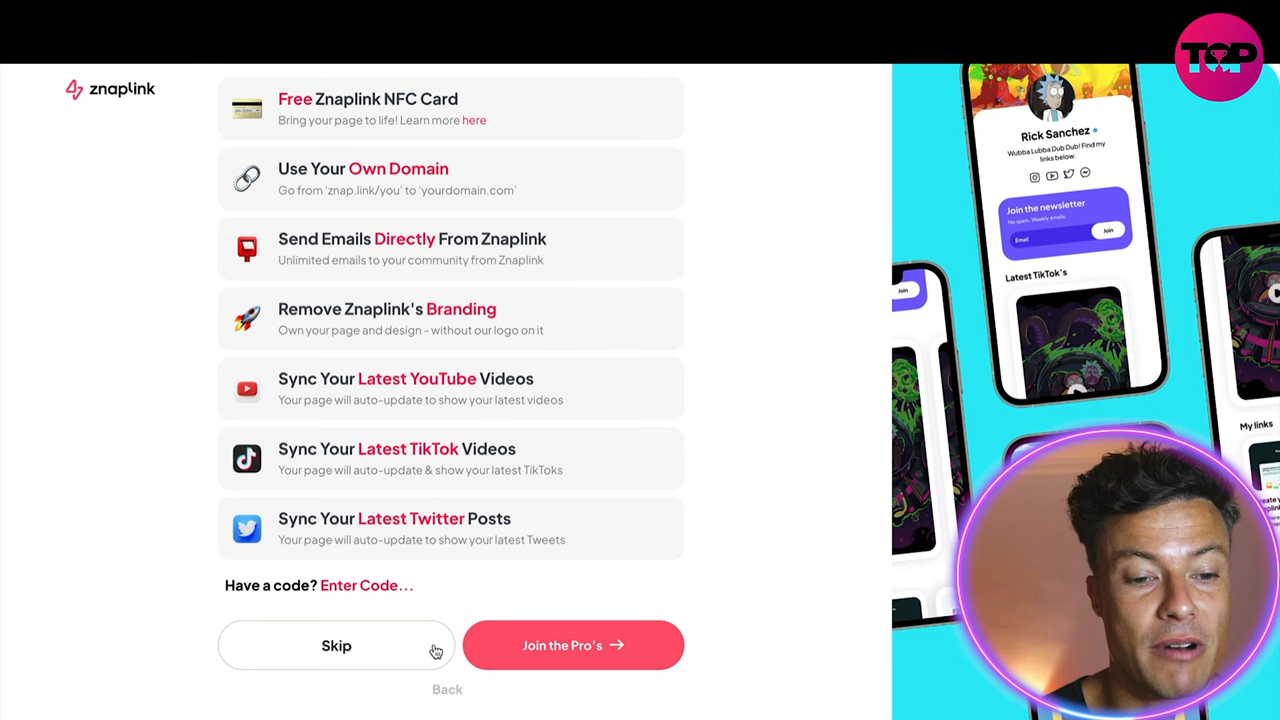 TOP
znaplink
Free Znaplink NFC Card
Bring your page to life! Learn more here
Use Your Own Domain
Go from 'znap.link/you' to 'yourdomain.com'
Send Emails Directly From Znaplink
Unlimited emails to your community from Znaplink
Remove Znaplink's Branding
Own your page and design - without our logo on it
Sync Your Latest YouTube Videos
Your page will auto-update to show your latest videos
Sync Your Latest TikTok Videos
Your page will auto-update & show your latest TikToks
Sync Your Latest Twitter Posts
Your page will auto-update to show your latest Tweets
Have a code? Enter Code...
Skip
Join the Pro's →
Back
Rick Sanchez
Wubba Lubba Dub Dub! Find my
links below.
Join the newsletter
No spam, Weekly emails.
Email
Join
Latest TikTok's
Join
My links